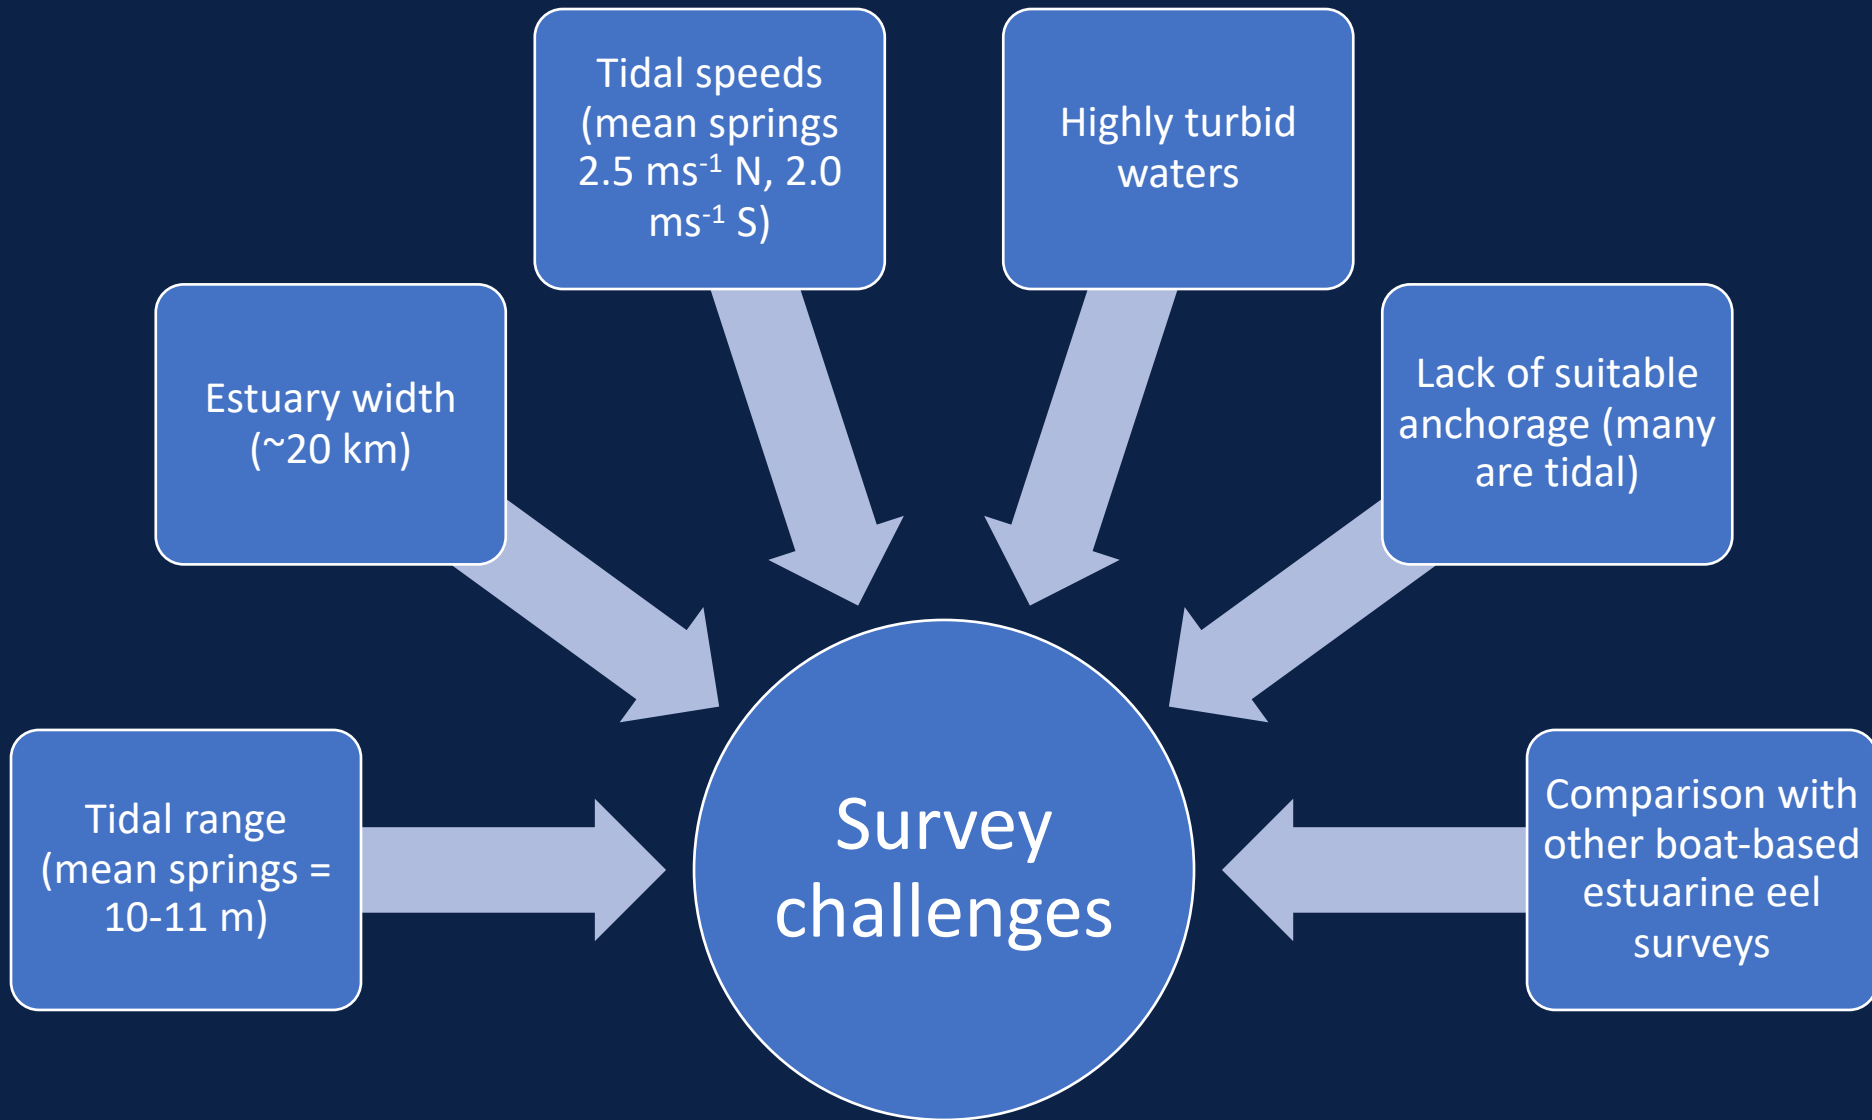 Tidal speeds
(mean springs
2.5 ms⁻¹ N, 2.0
ms⁻¹ S)
Highly turbid
waters
Estuary width
(~20 km)
Lack of suitable
anchorage (many
are tidal)
Tidal range
(mean springs =
10-11 m)
Survey
challenges
Comparison with
other boat-based
estuarine eel
surveys